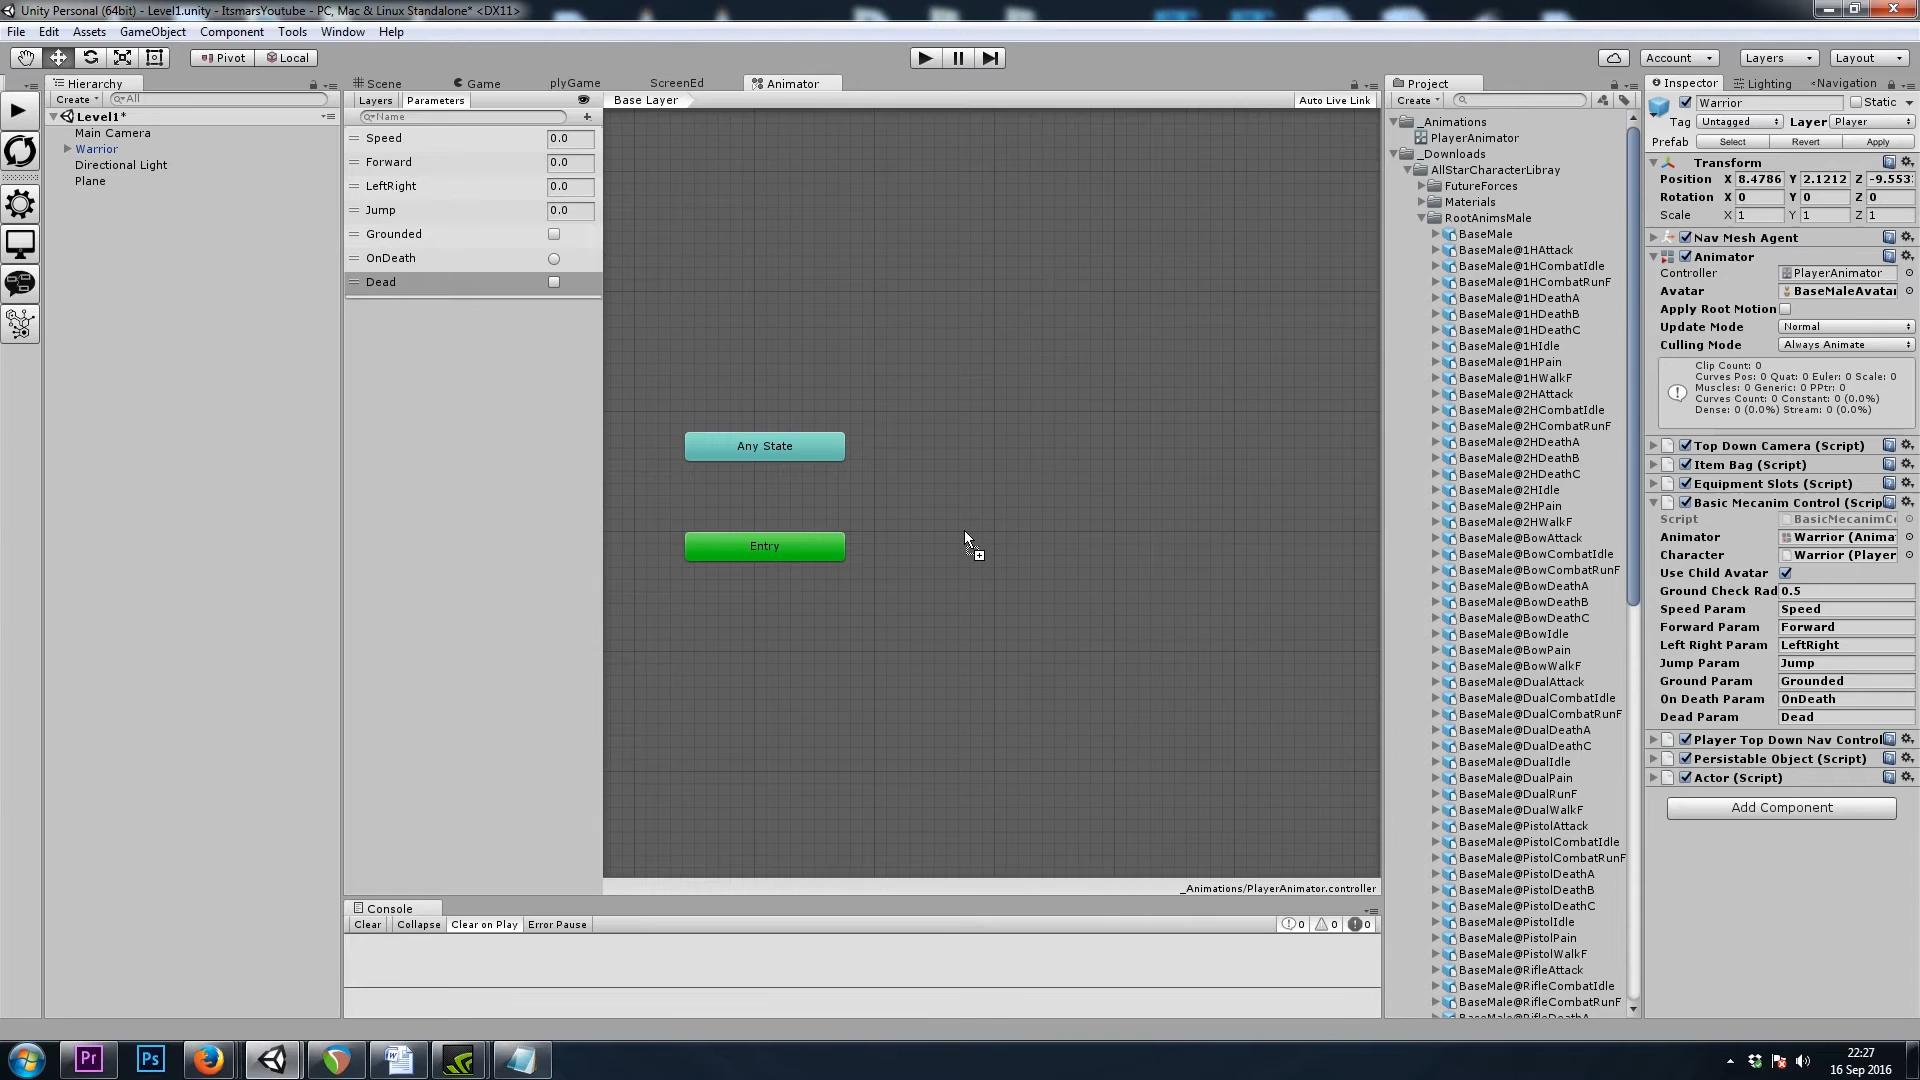 Unity Personal (64bit) - Level1.unity - ItsmarsYoutube - PC, Mac & Linux Standalone* <DX11>
File Edit Assets GameObject Component Tools Window Help
Pivot Local Account Layers Layout
Hierarchy
Create All
Level1*
Main Camera
Warrior
Directional Light
Plane
Scene Game plyGame ScreenEd Animator
Layers Parameters Base Layer Auto Live Link
Name
Speed 0.0
Forward 0.0
LeftRight 0.0
Jump 0.0
Grounded
OnDeath
Dead
Any State
Entry
_Animations/PlayerAnimator.controller
Console
Clear Collapse Clear on Play Error Pause 0 0 0
Project
Create
_Animations
PlayerAnimator
_Downloads
AllStarCharacterLibray
FutureForces
Materials
RootAnimsMale
BaseMale
BaseMale@1HAttack
BaseMale@1HCombatIdle
BaseMale@1HCombatRunF
BaseMale@1HDeathA
BaseMale@1HDeathB
BaseMale@1HDeathC
BaseMale@1HIdle
BaseMale@1HPain
BaseMale@1HWalkF
BaseMale@2HAttack
BaseMale@2HCombatIdle
BaseMale@2HCombatRunF
BaseMale@2HDeathA
BaseMale@2HDeathB
BaseMale@2HDeathC
BaseMale@2HIdle
BaseMale@2HPain
BaseMale@2HWalkF
BaseMale@BowAttack
BaseMale@BowCombatIdle
BaseMale@BowCombatRunF
BaseMale@BowDeathA
BaseMale@BowDeathB
BaseMale@BowDeathC
BaseMale@BowIdle
BaseMale@BowPain
BaseMale@BowWalkF
BaseMale@DualAttack
BaseMale@DualCombatIdle
BaseMale@DualCombatRunF
BaseMale@DualDeathA
BaseMale@DualDeathC
BaseMale@DualIdle
BaseMale@DualPain
BaseMale@DualRunF
BaseMale@DualWalkF
BaseMale@PistolAttack
BaseMale@PistolCombatIdle
BaseMale@PistolCombatRunF
BaseMale@PistolDeathA
BaseMale@PistolDeathB
BaseMale@PistolDeathC
BaseMale@PistolIdle
BaseMale@PistolPain
BaseMale@PistolWalkF
BaseMale@RifleAttack
BaseMale@RifleCombatIdle
BaseMale@RifleCombatRunF
BaseMale@RifleDeathA
Inspector Lighting Navigation
Warrior Static
Tag Untagged Layer Player
Prefab Select Revert Apply
Transform
Position X 8.4786 Y 2.1212 Z -9.553
Rotation X 0 Y 0 Z 0
Scale X 1 Y 1 Z 1
Nav Mesh Agent
Animator
Controller PlayerAnimator
Avatar BaseMaleAvatar
Apply Root Motion
Update Mode Normal
Culling Mode Always Animate
Clip Count: 0
Curves Pos: 0 Quat: 0 Euler: 0 Scale: 0
Muscles: 0 Generic: 0 PPtr: 0
Curves Count: 0 Constant: 0 (0.0%)
Dense: 0 (0.0%) Stream: 0 (0.0%)
Top Down Camera (Script)
Item Bag (Script)
Equipment Slots (Script)
Basic Mecanim Control (Scrip
Script BasicMecanimCo
Animator Warrior (Anima
Character Warrior (Player
Use Child Avatar
Ground Check Rad 0.5
Speed Param Speed
Forward Param Forward
Left Right Param LeftRight
Jump Param Jump
Ground Param Grounded
On Death Param OnDeath
Dead Param Dead
Player Top Down Nav Control
Persistable Object (Script)
Actor (Script)
Add Component
Pr Ps
22:27
16 Sep 2016